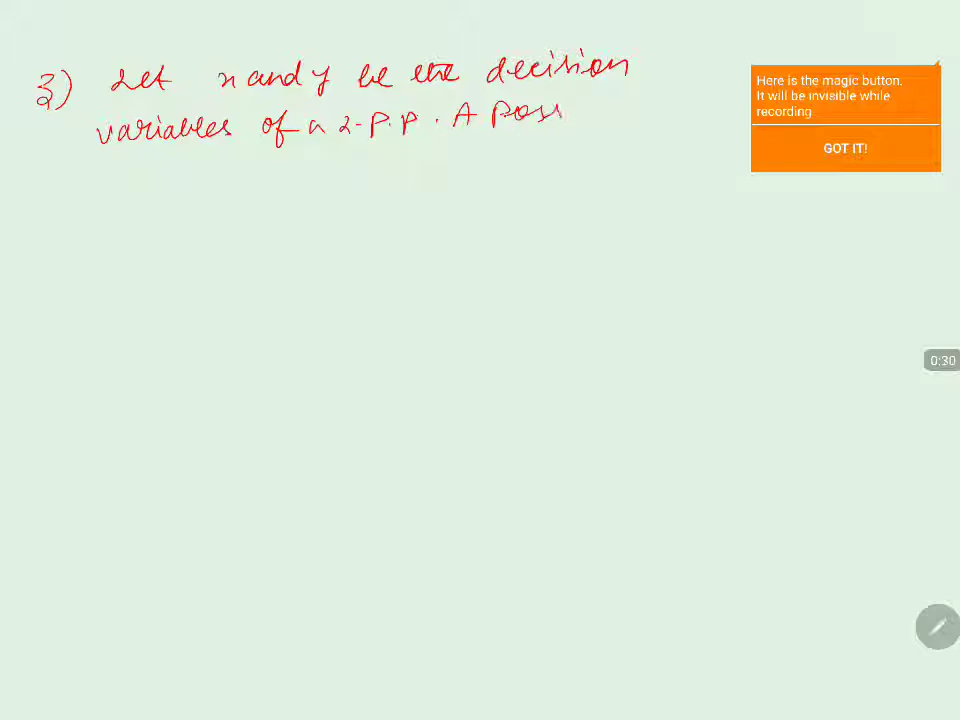 3) Let x and y be the decision
variables of a L.P.P. A poss
Here is the magic button.
It will be invisible while
recording
GOT IT!
0:30